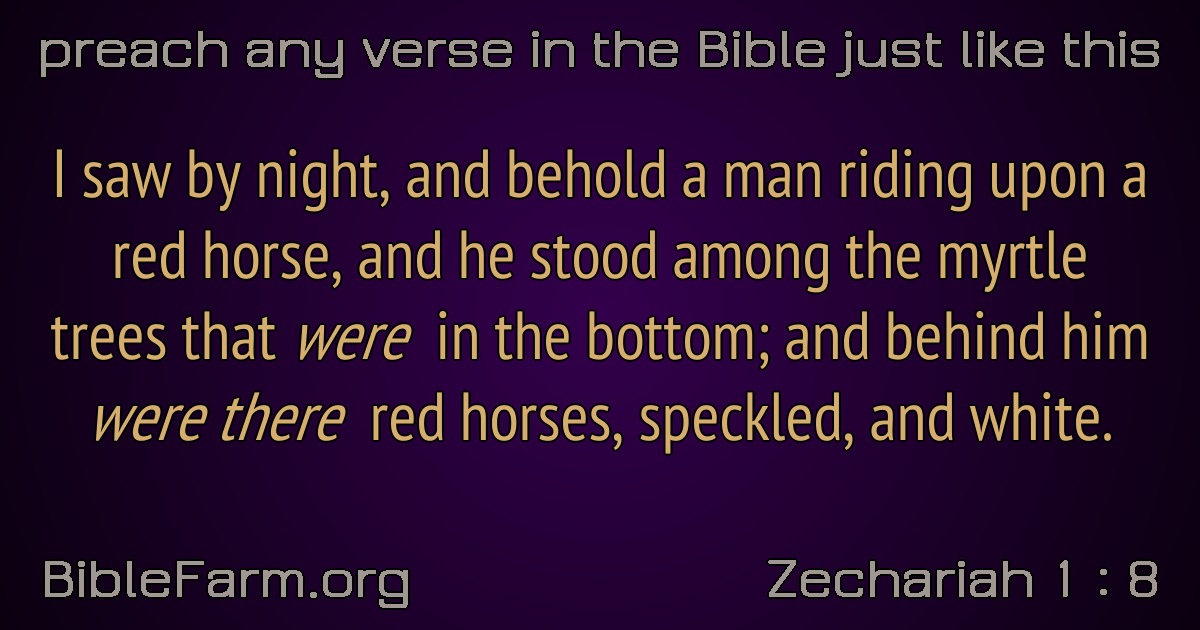 preach any verse in the Bible just like this
I saw by night, and behold a man riding upon a
red horse, and he stood among the myrtle
trees that were in the bottom; and behind him
were there red horses, speckled, and white.
BibleFarm.org
Zechariah 1 : 8